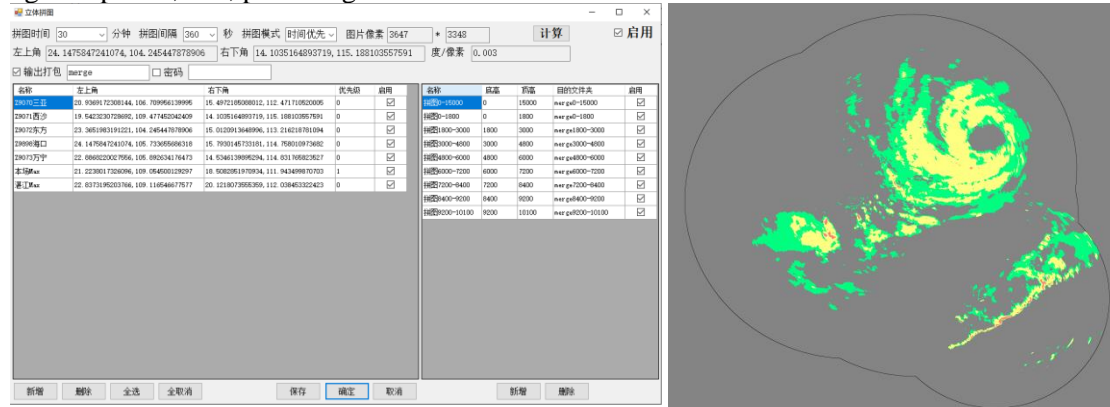 立体拼图
拼图时间 30 分钟 拼图间隔 360 秒 拼图模式 时间优先 图片像素 3647 * 3348 计算 启用
左上角 24.1475847241074, 104.245447878906 右下角 14.1035164893719, 115.188103557591 度/像素 0.003
输出打包 merge 密码
名称 左上角 右下角 优先级 启用
Z9070三亚 20.9369172308144, 106.789956139995 15.4972105088012, 112.471710520005 0
Z9071西沙 19.5423230728692, 109.477452042409 14.1035164893719, 115.188103557591 0
Z9072东方 23.3651983191221, 104.245447878906 15.0120913648996, 113.216218781094 0
Z9898海口 24.1475847241074, 105.733655686318 15.7930145733181, 114.758010973682 0
Z9073万宁 22.8868220027556, 105.892634176473 14.5346139895294, 114.831765823527 0
本场Max 21.2238017326096, 109.054500129297 18.5082851970934, 111.943499870703 1
湛江Max 22.8373195203766, 109.116546677577 20.1218073555359, 112.038453322423 0
名称 底高 顶高 目的文件夹 启用
拼图0-15000 0 15000 merge0-15000
拼图0-1800 0 1800 merge0-1800
拼图1800-3000 1800 3000 merge1800-3000
拼图3000-4800 3000 4800 merge3000-4800
拼图4800-6000 4800 6000 merge4800-6000
拼图6000-7200 6000 7200 merge6000-7200
拼图7200-8400 7200 8400 merge7200-8400
拼图8400-9200 8400 9200 merge8400-9200
拼图9200-10100 9200 10100 merge9200-10100
新增 删除 全选 全取消 保存 确定 取消 新增 删除